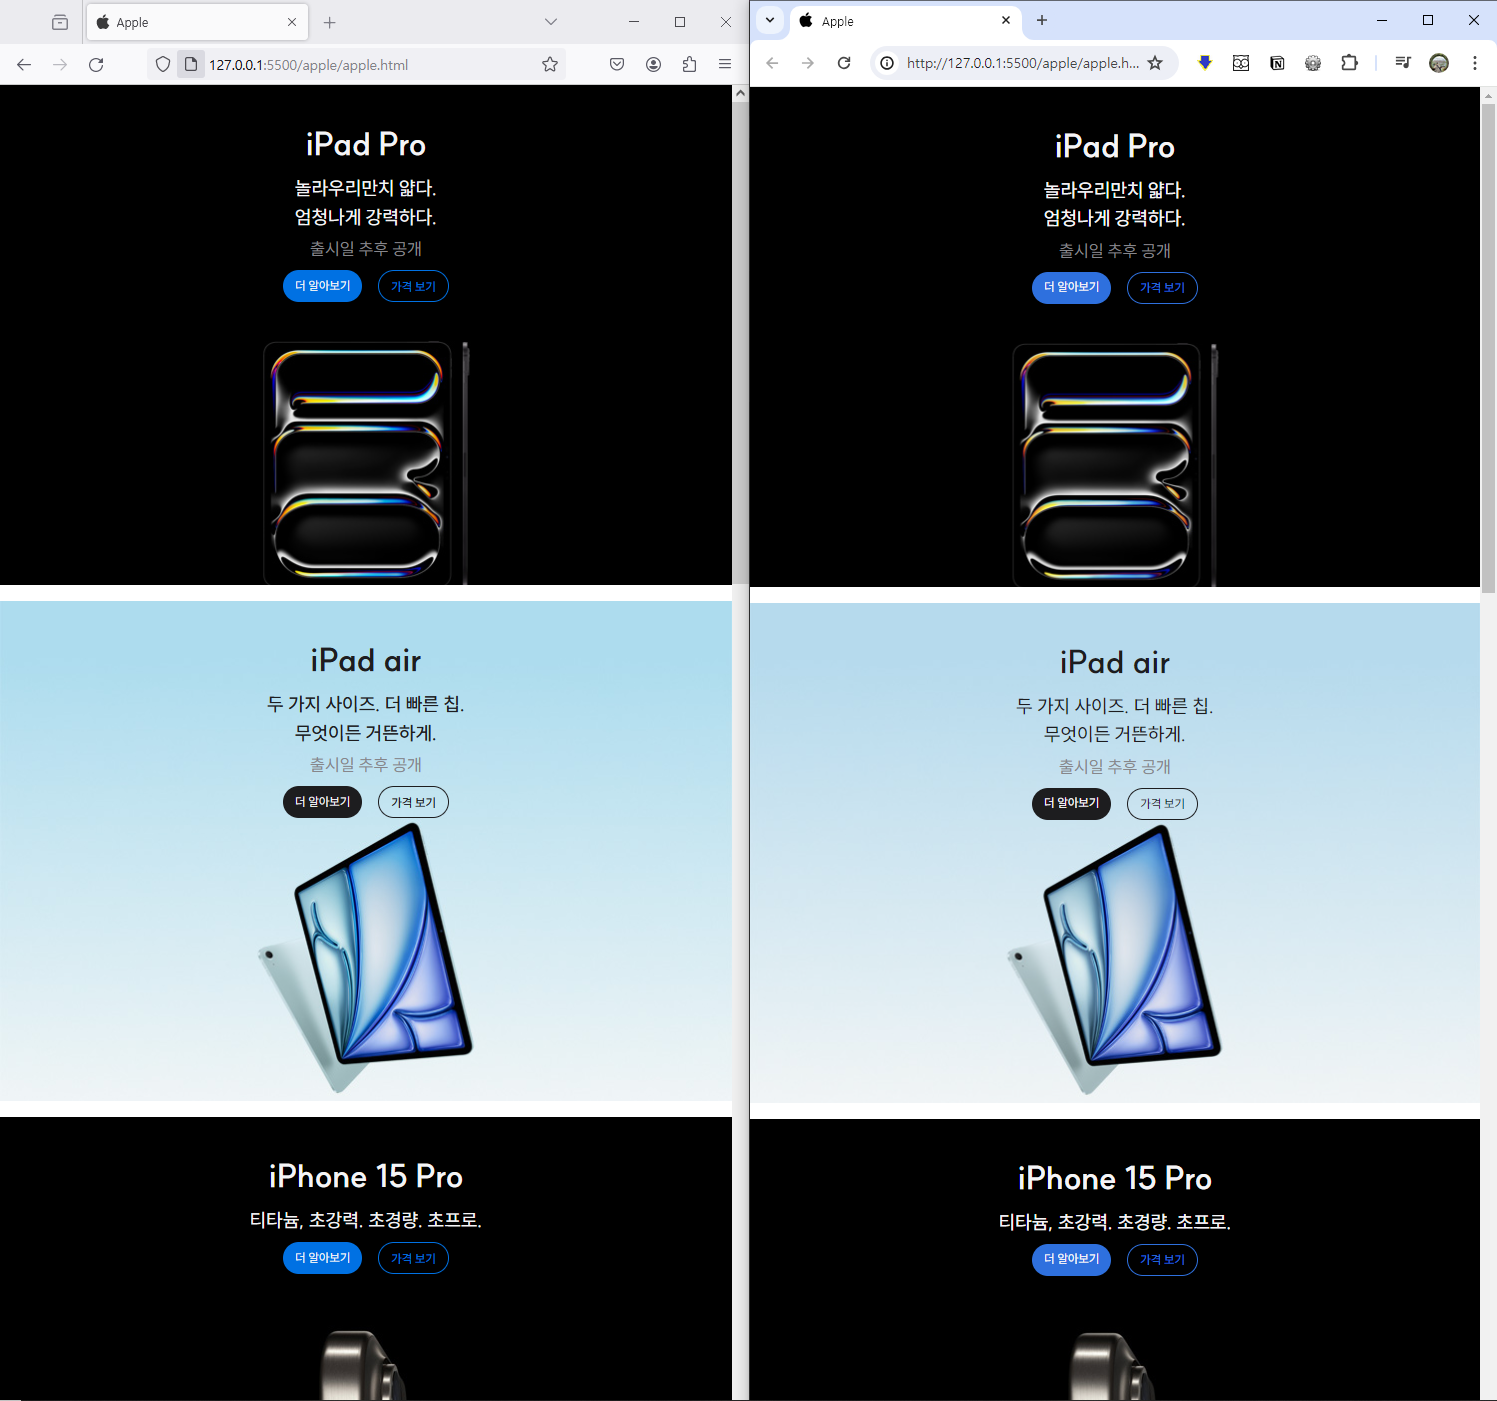 Apple
127.0.0.1:5500/apple/apple.html
iPad Pro
놀라우리만치 얇다.
엄청나게 강력하다.
출시일 추후 공개
더 알아보기
가격 보기
iPad air
두 가지 사이즈. 더 빠른 칩.
무엇이든 거뜬하게.
출시일 추후 공개
더 알아보기
가격 보기
iPhone 15 Pro
티타늄, 초강력. 초경량. 초프로.
더 알아보기
가격 보기
Apple
http://127.0.0.1:5500/apple/apple.h...
iPad Pro
놀라우리만치 얇다.
엄청나게 강력하다.
출시일 추후 공개
더 알아보기
가격 보기
iPad air
두 가지 사이즈. 더 빠른 칩.
무엇이든 거뜬하게.
출시일 추후 공개
더 알아보기
가격 보기
iPhone 15 Pro
티타늄, 초강력. 초경량. 초프로.
더 알아보기
가격 보기